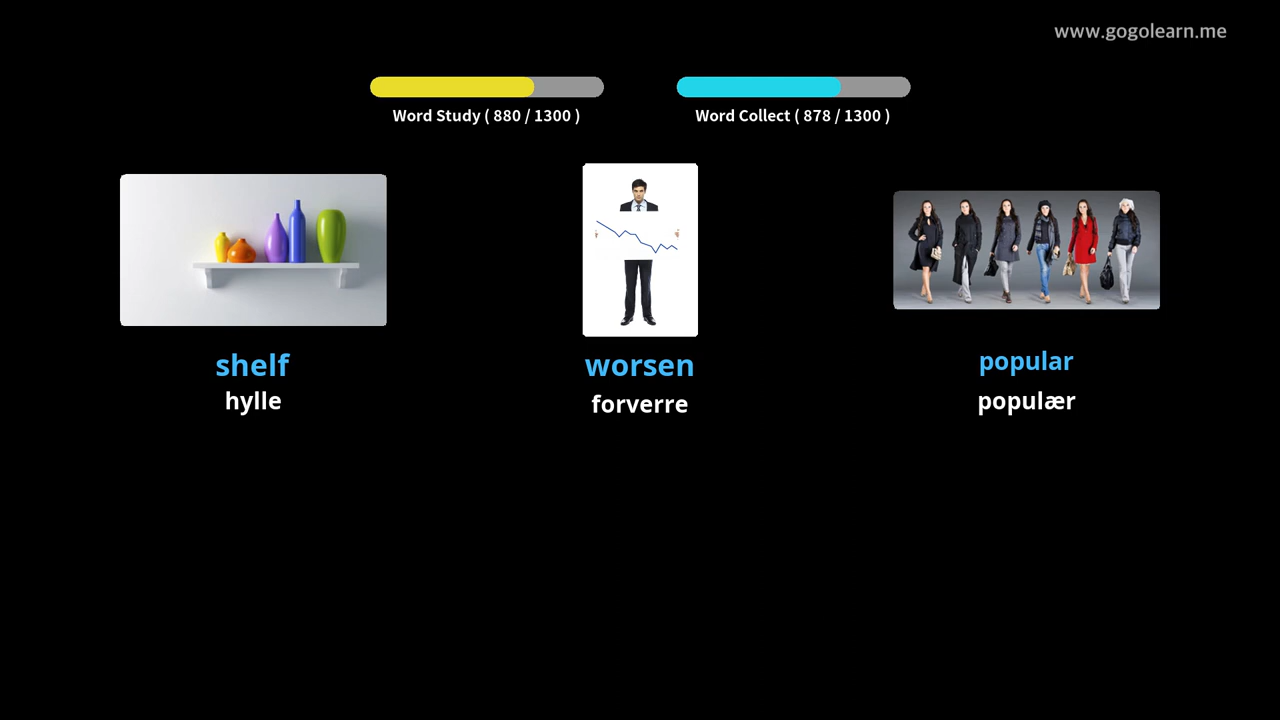 www.gogolearn.me
Word Study ( 880 / 1300 )
Word Collect ( 878 / 1300 )
shelf
hylle
worsen
forverre
popular
populær